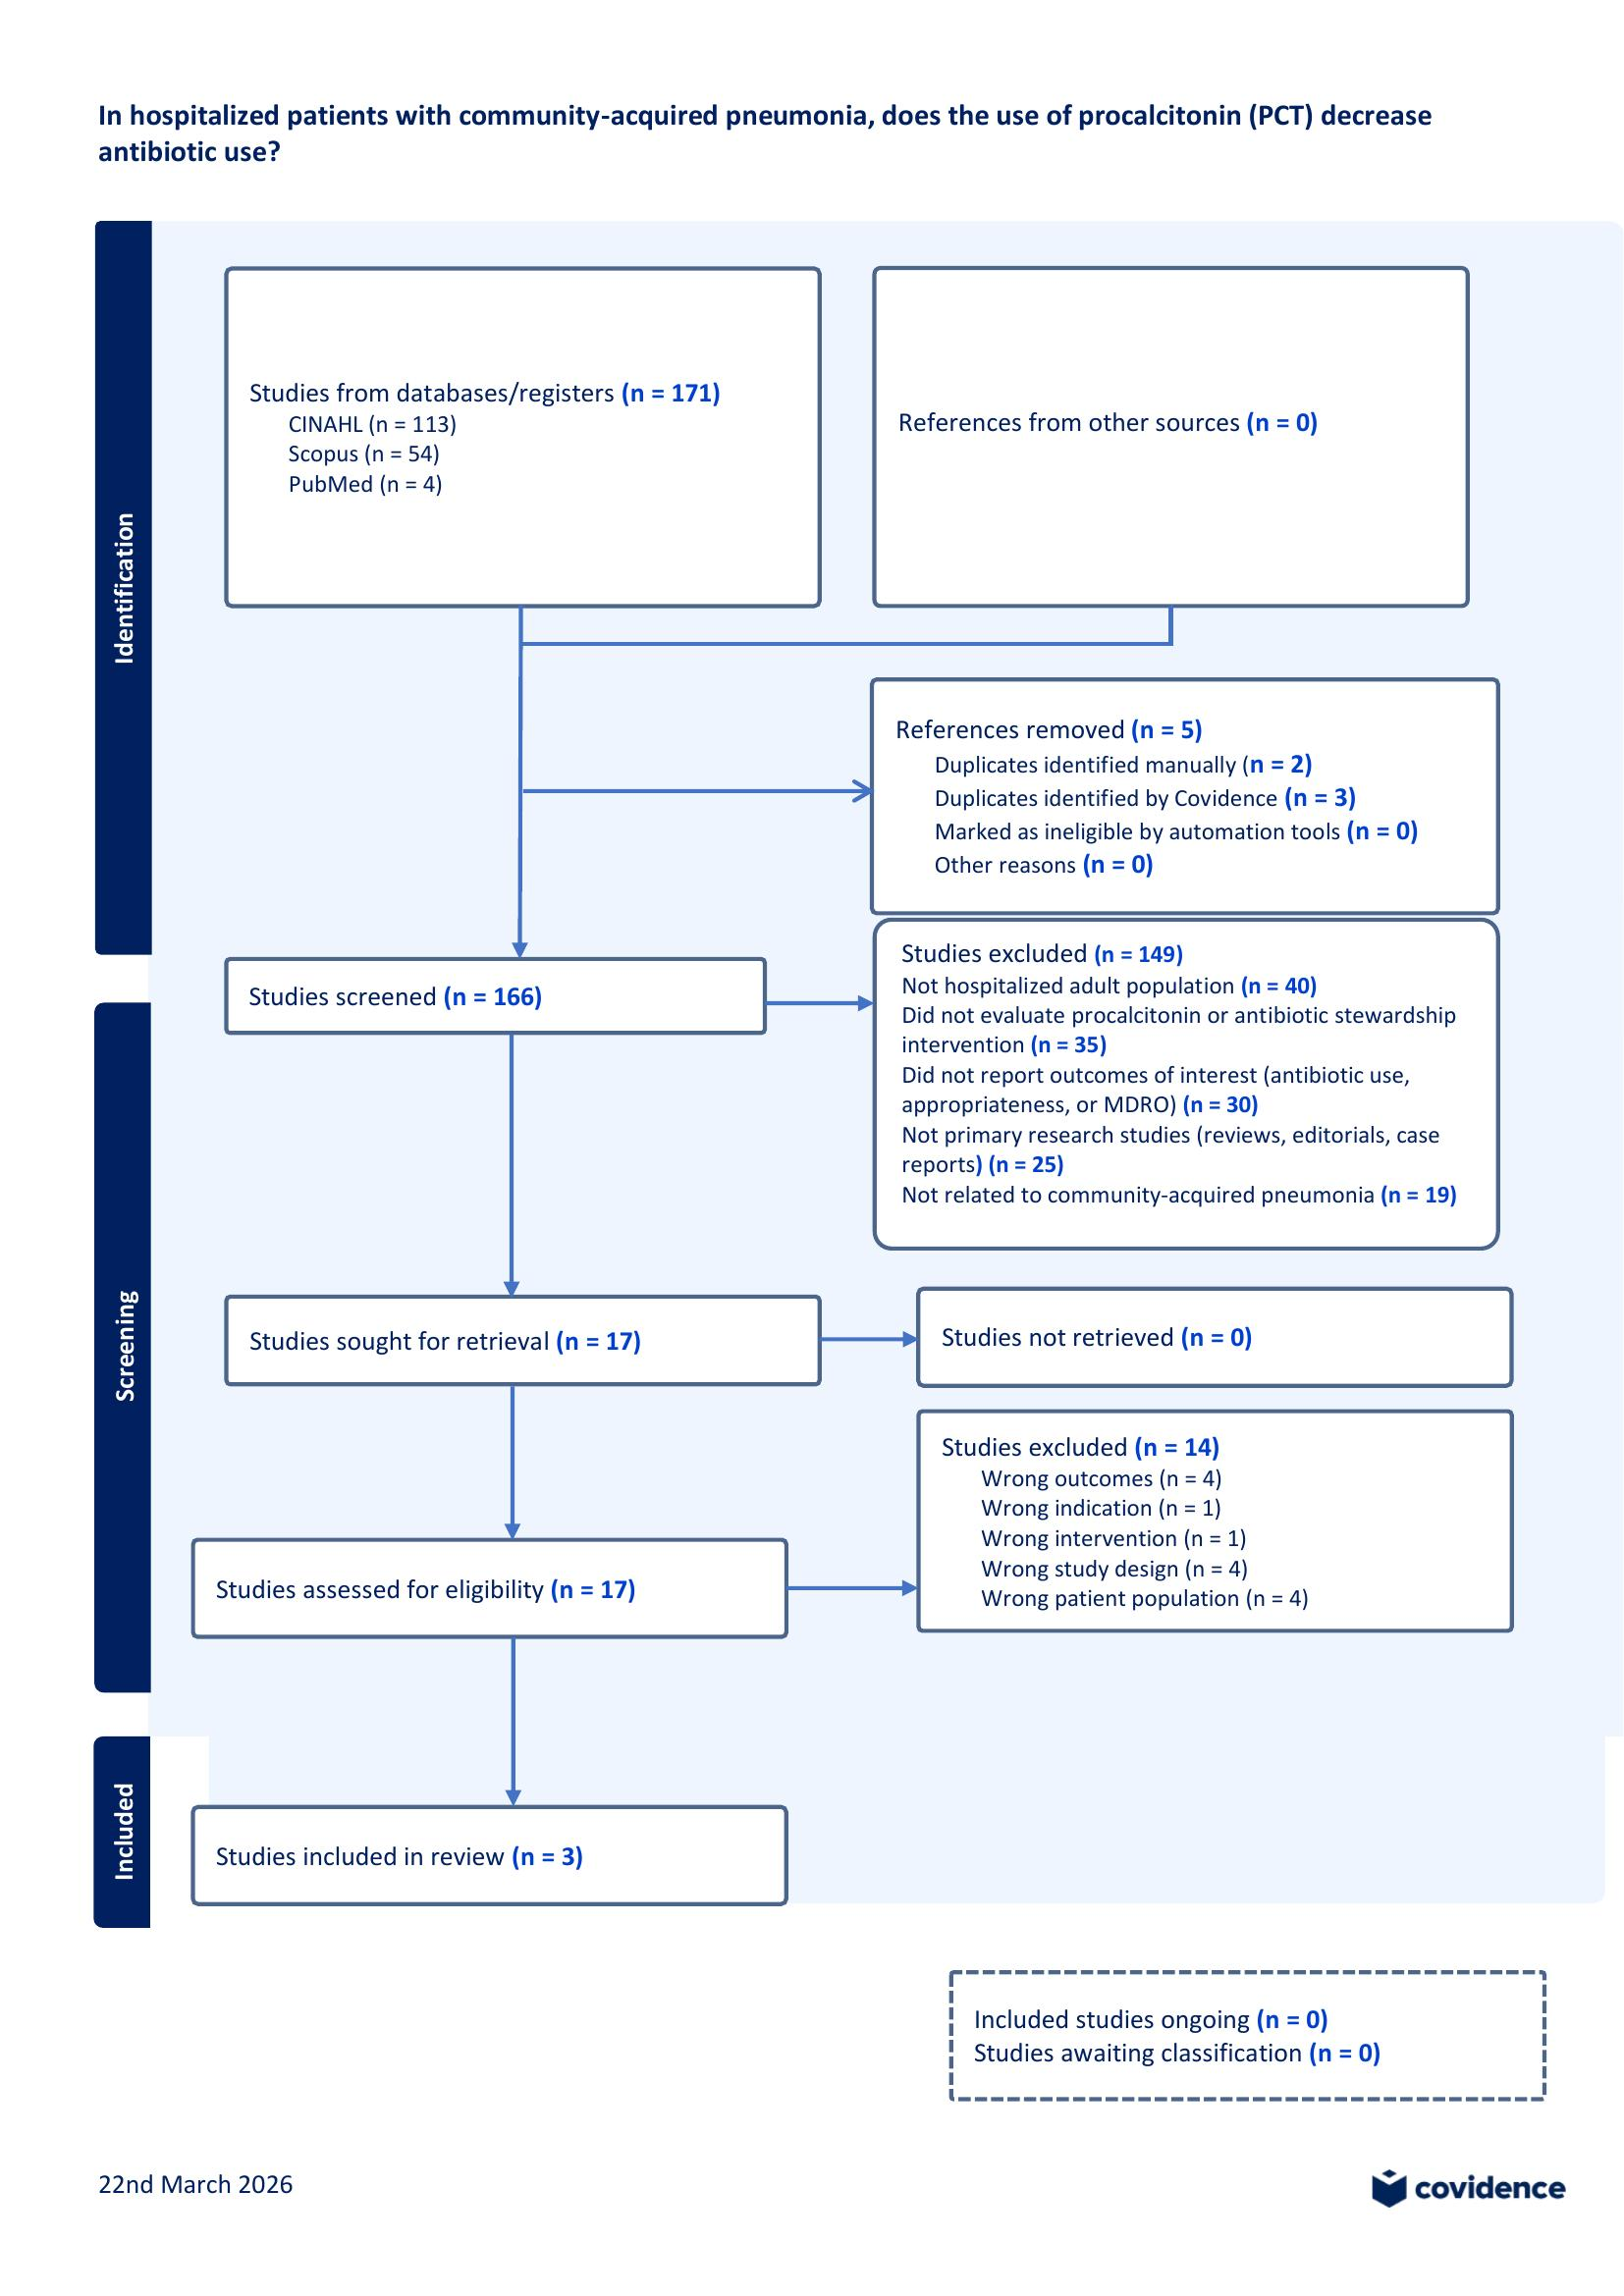 In hospitalized patients with community-acquired pneumonia, does the use of procalcitonin (PCT) decrease
antibiotic use?
Identification
Studies from databases/registers (n = 171)
CINAHL (n = 113)
Scopus (n = 54)
PubMed (n = 4)
References from other sources (n = 0)
References removed (n = 5)
Duplicates identified manually (n = 2)
Duplicates identified by Covidence (n = 3)
Marked as ineligible by automation tools (n = 0)
Other reasons (n = 0)
Screening
Studies screened (n = 166)
Studies excluded (n = 149)
Not hospitalized adult population (n = 40)
Did not evaluate procalcitonin or antibiotic stewardship
intervention (n = 35)
Did not report outcomes of interest (antibiotic use,
appropriateness, or MDRO) (n = 30)
Not primary research studies (reviews, editorials, case
reports) (n = 25)
Not related to community-acquired pneumonia (n = 19)
Studies sought for retrieval (n = 17)
Studies not retrieved (n = 0)
Studies assessed for eligibility (n = 17)
Studies excluded (n = 14)
Wrong outcomes (n = 4)
Wrong indication (n = 1)
Wrong intervention (n = 1)
Wrong study design (n = 4)
Wrong patient population (n = 4)
Included
Studies included in review (n = 3)
Included studies ongoing (n = 0)
Studies awaiting classification (n = 0)
22nd March 2026
covidence